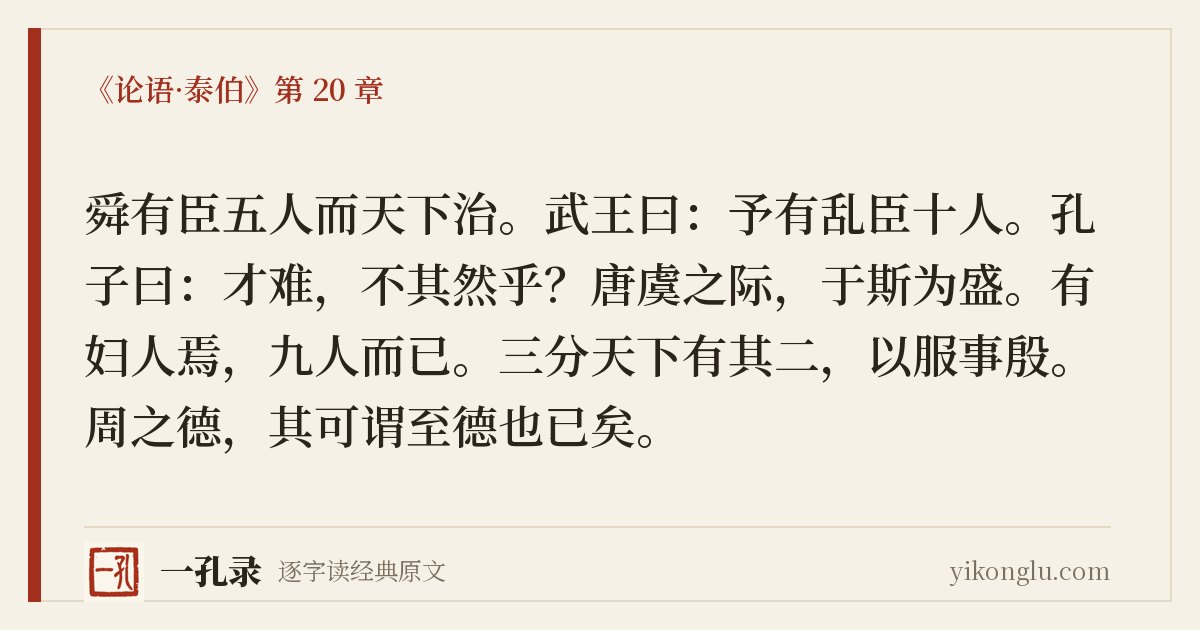 《论语·泰伯》第 20 章
舜有臣五人而天下治。武王曰：予有乱臣十人。孔
子曰：才难，不其然乎？唐虞之际，于斯为盛。有
妇人焉，九人而已。三分天下有其二，以服事殷。
周之德，其可谓至德也已矣。
一孔
一孔录 逐字读经典原文 yikonglu.com